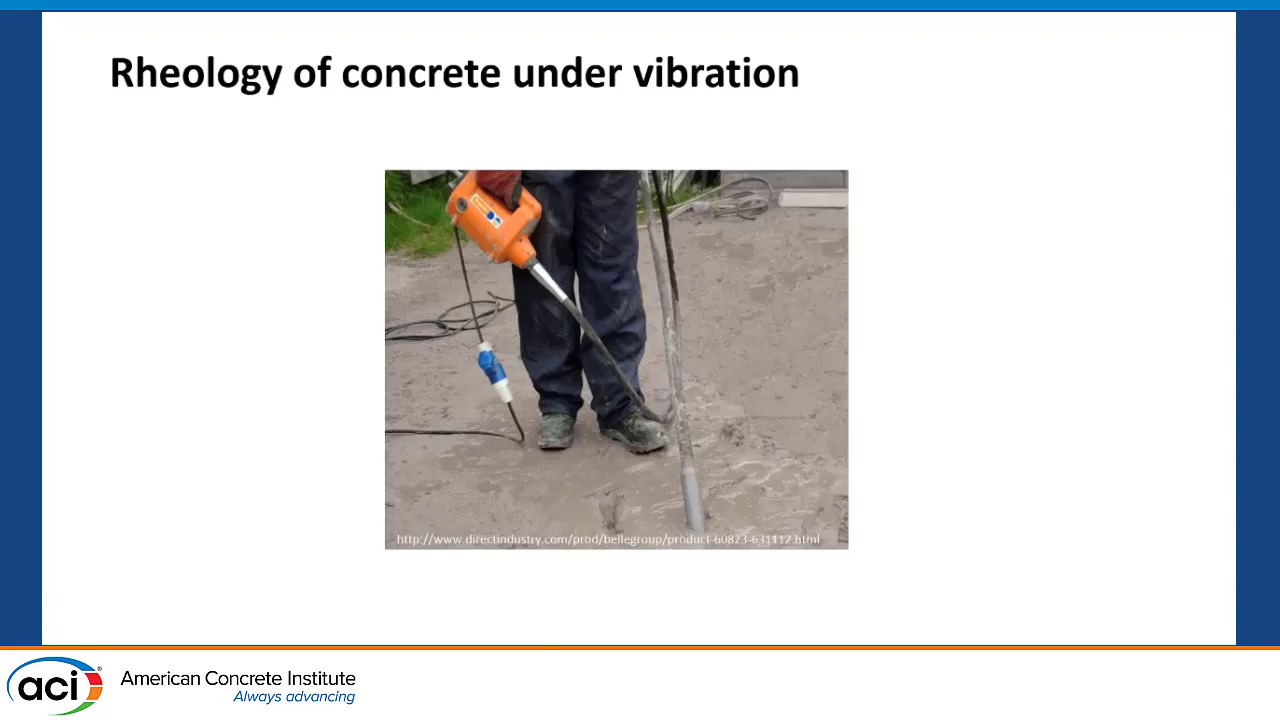 Rheology of concrete under vibration
http://www.directindustry.com/prod/bellegroup/product-60823-631112.html
aci®
American Concrete Institute
Always advancing